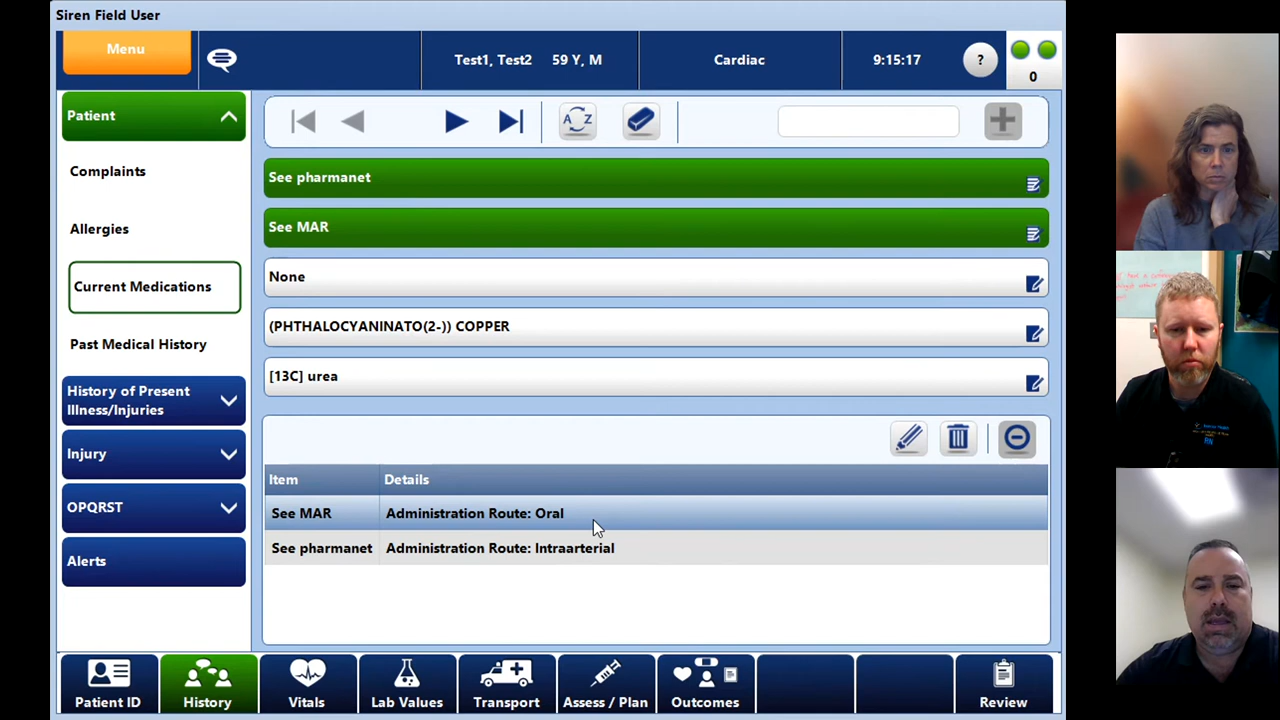 Siren Field User
Menu
Test1, Test2 59 Y, M
Cardiac
9:15:17
?
0
Patient
Complaints
Allergies
Current Medications
Past Medical History
History of Present
Illness/Injuries
Injury
OPQRST
Alerts
A Z
See pharmanet
See MAR
None
(PHTHALOCYANINATO(2-)) COPPER
[13C] urea
Item Details
See MAR Administration Route: Oral
See pharmanet Administration Route: Intraarterial
Patient ID
History
Vitals
Lab Values
Transport
Assess / Plan
Outcomes
Review
RN